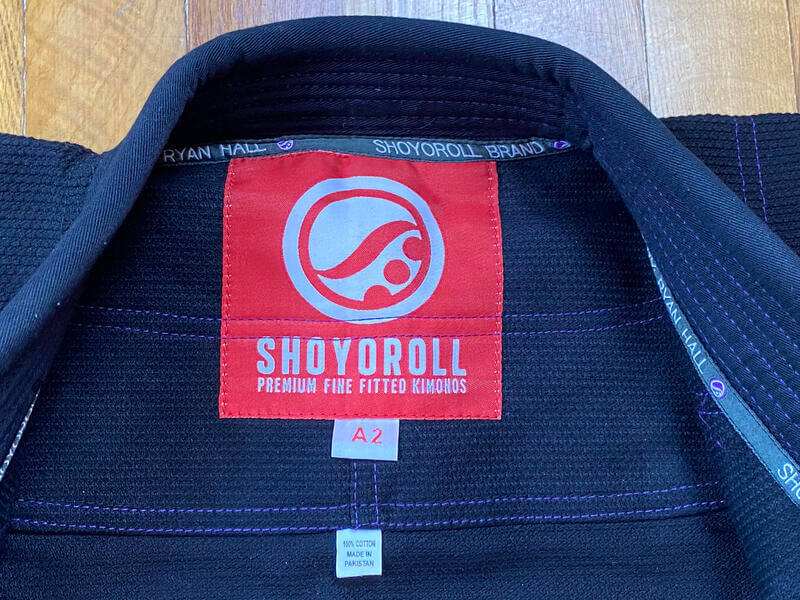 RYAN HALL
SHOYOROLL BRAND
SHOYOROLL
PREMIUM FINE FITTED KIMONOS
A2
RYAN HALL
SHO
100% COTTON
MADE IN
PAKISTAN